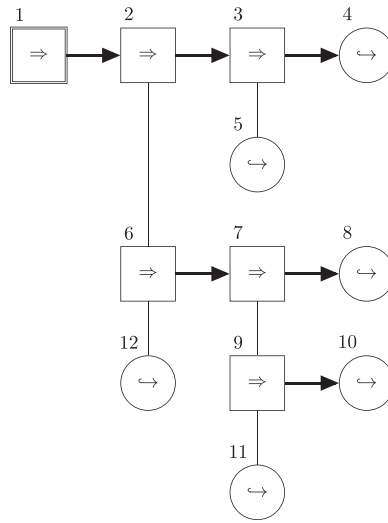 1 2 3 4
⇒ ⇒ ⇒ ↪
5
↪
6 7 8
⇒ ⇒ ↪
12 9 10
↪ ⇒ ↪
11
↪